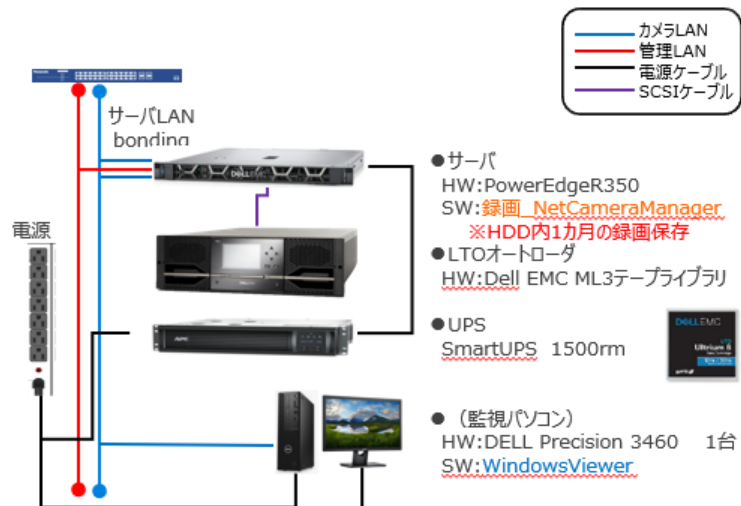 カメラLAN
管理LAN
電源ケーブル
SCSIケーブル
サーバLAN
bonding
DELLEMC
●サーバ
HW:PowerEdgeR350
SW:録画_NetCameraManager
※HDD内1カ月の録画保存
電源
●LTOオートローダ
HW:Dell EMC ML3テープライブラリ
●UPS
SmartUPS 1500rm
APC
DELLEMC
Ultrium 8
● （監視パソコン）
HW:DELL Precision 3460 1台
SW:WindowsViewer